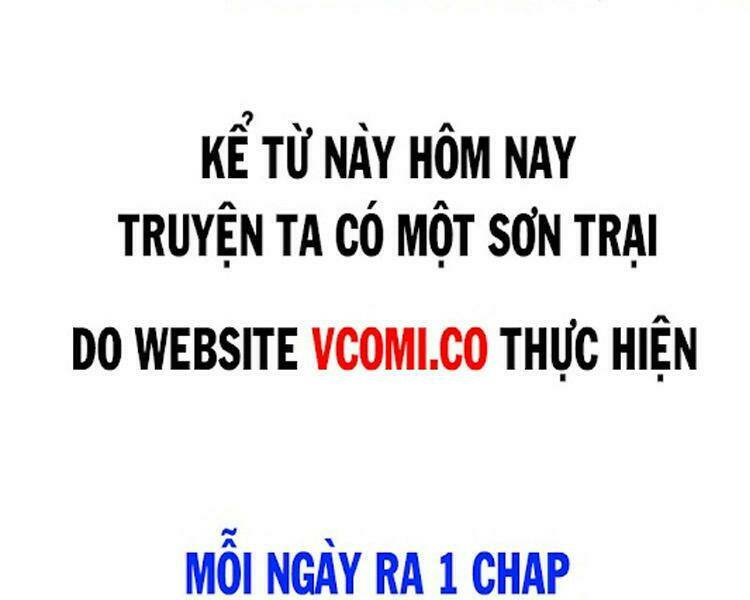 KỂ TỪ NÀY HÔM NAY
TRUYỆN TA CÓ MỘT SƠN TRẠI
DO WEBSITE VCOMI.CO THỰC HIỆN
MỖI NGÀY RA 1 CHAP